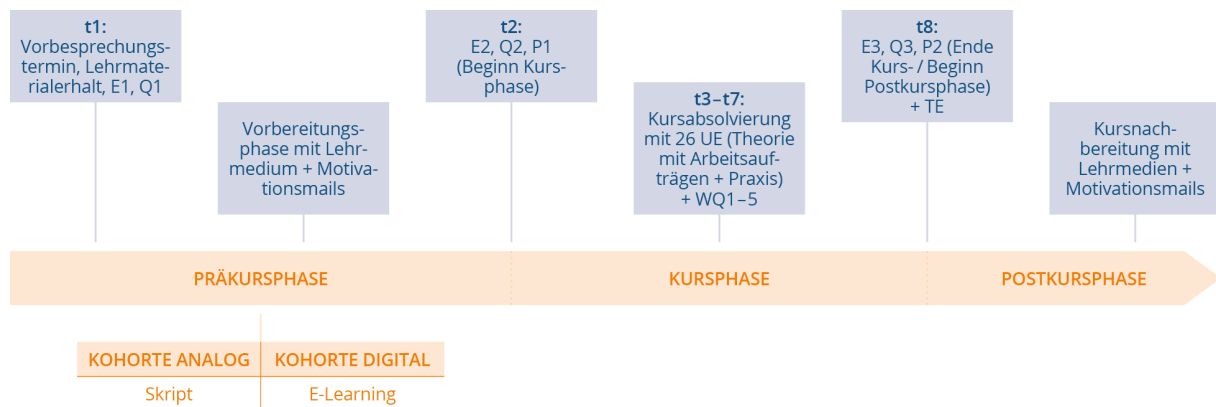 t1:
Vorbesprechungs-
termin, Lehrmate-
rialerhalt, E1, Q1
Vorbereitungs-
phase mit Lehr-
medium + Motiva-
tionsmails
t2:
E2, Q2, P1
(Beginn Kurs-
phase)
t3–t7:
Kursabsolvierung
mit 26 UE (Theorie
mit Arbeitsauf-
trägen + Praxis)
+ WQ1–5
t8:
E3, Q3, P2 (Ende
Kurs- / Beginn
Postkursphase)
+ TE
Kursnach-
bereitung mit
Lehrmedien +
Motivationsmails
PRÄKURSPHASE
KURSPHASE
POSTKURSPHASE
KOHORTE ANALOG
KOHORTE DIGITAL
Skript
E-Learning